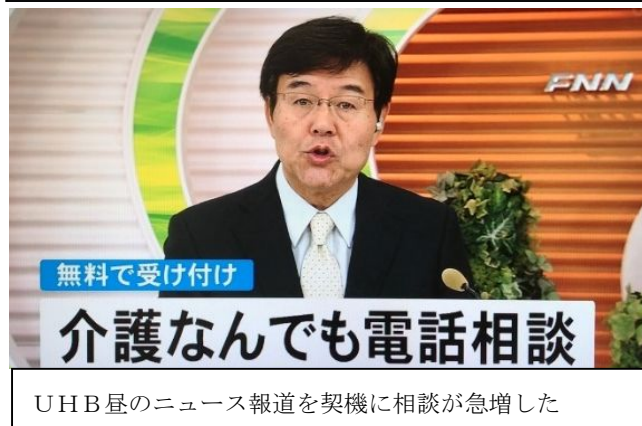 FNN
無料で受け付け
介護なんでも電話相談
ＵＨＢ昼のニュース報道を契機に相談が急増した